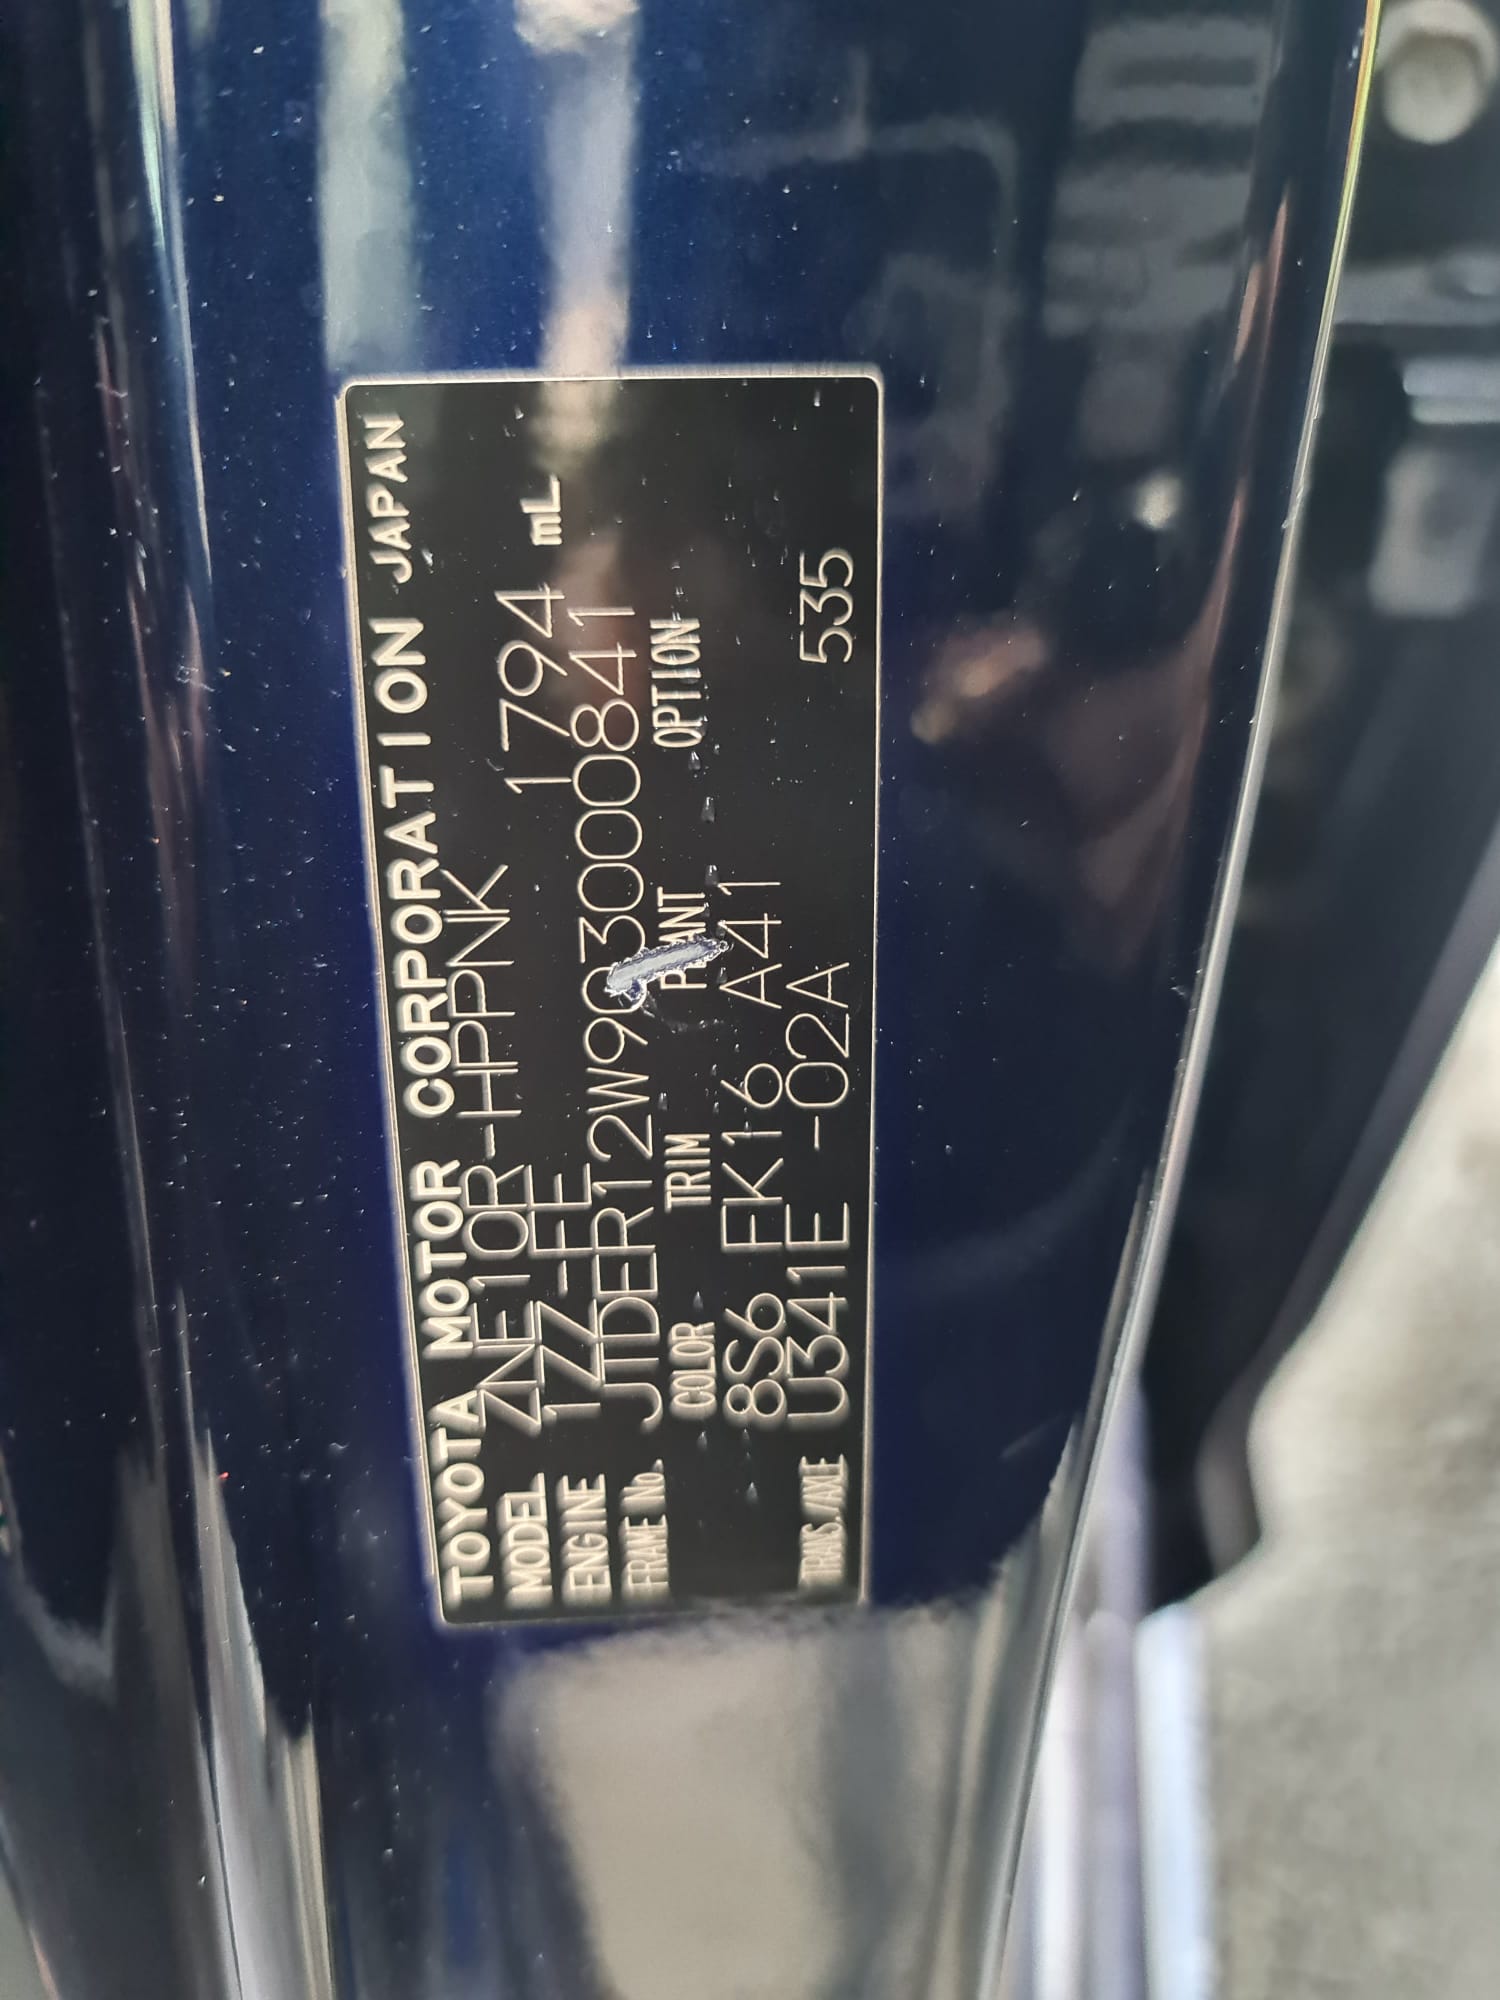 TOYOTA MOTOR CORPORATION JAPAN
MODEL ZNE10R-HPPNK 1794 mL
ENGINE 1ZZ-FE
FRAME No. JTDER12W903000841
COLOR TRIM PLANT OPTION
8S6 FK16 A41
TRANS./AXLE U341E -02A 535